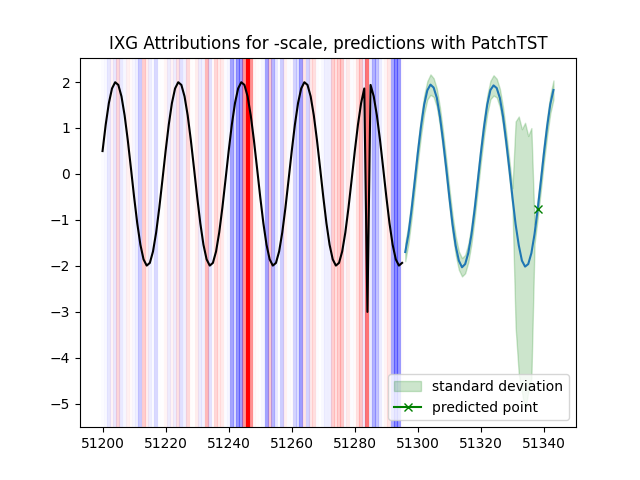 IXG Attributions for -scale, predictions with PatchTST
2
1
0
−1
−2
−3
−4
−5
standard deviation
predicted point
51200 51220 51240 51260 51280 51300 51320 51340